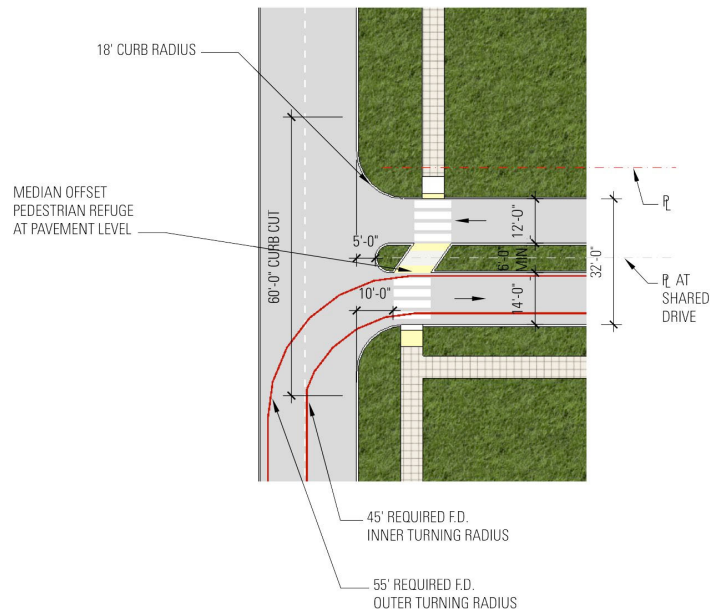 18' CURB RADIUS
MEDIAN OFFSET
PEDESTRIAN REFUGE
AT PAVEMENT LEVEL
60'-0" CURB CUT
5'-0"
10'-0"
12'-0"
6'-0"
MIN
14'-0"
32'-0"
PL
PL AT
SHARED
DRIVE
45' REQUIRED F.D.
INNER TURNING RADIUS
55' REQUIRED F.D.
OUTER TURNING RADIUS